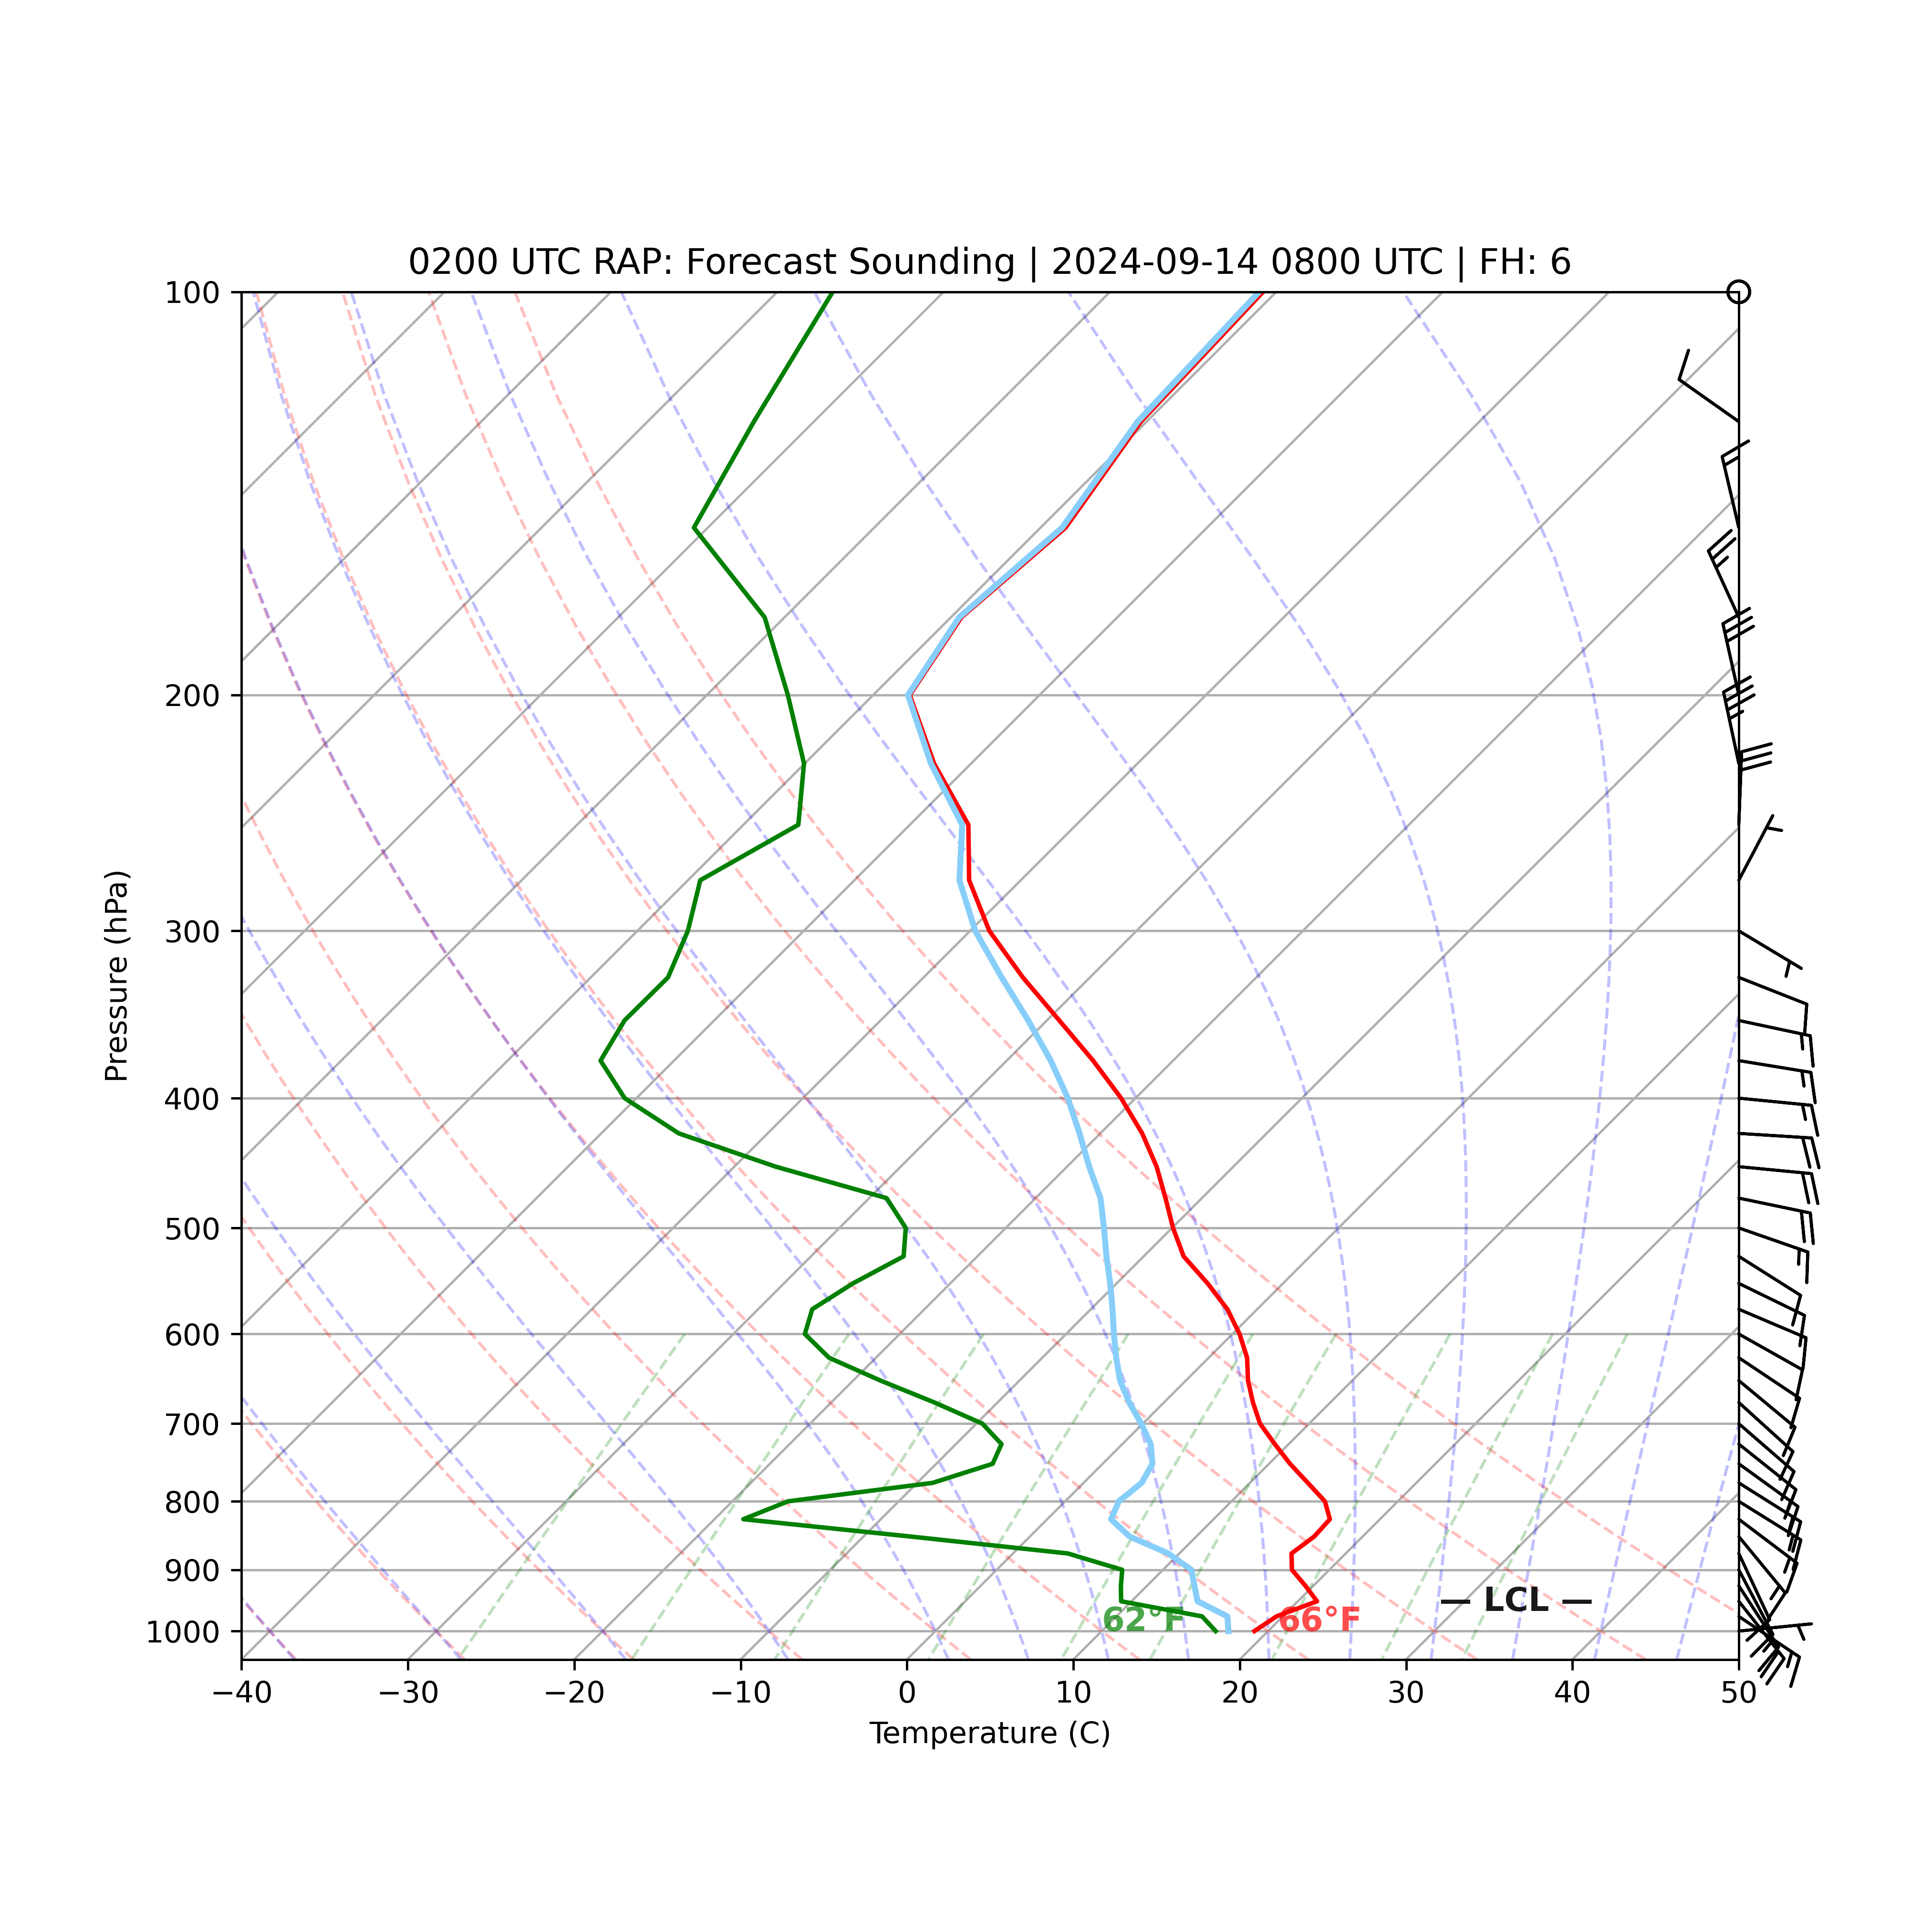 0200 UTC RAP: Forecast Sounding | 2024-09-14 0800 UTC | FH: 6
100
200
300
400
500
600
700
800
900
1000
Pressure (hPa)
62°F
66°F
— LCL —
−40 −30 −20 −10 0 10 20 30 40 50
Temperature (C)